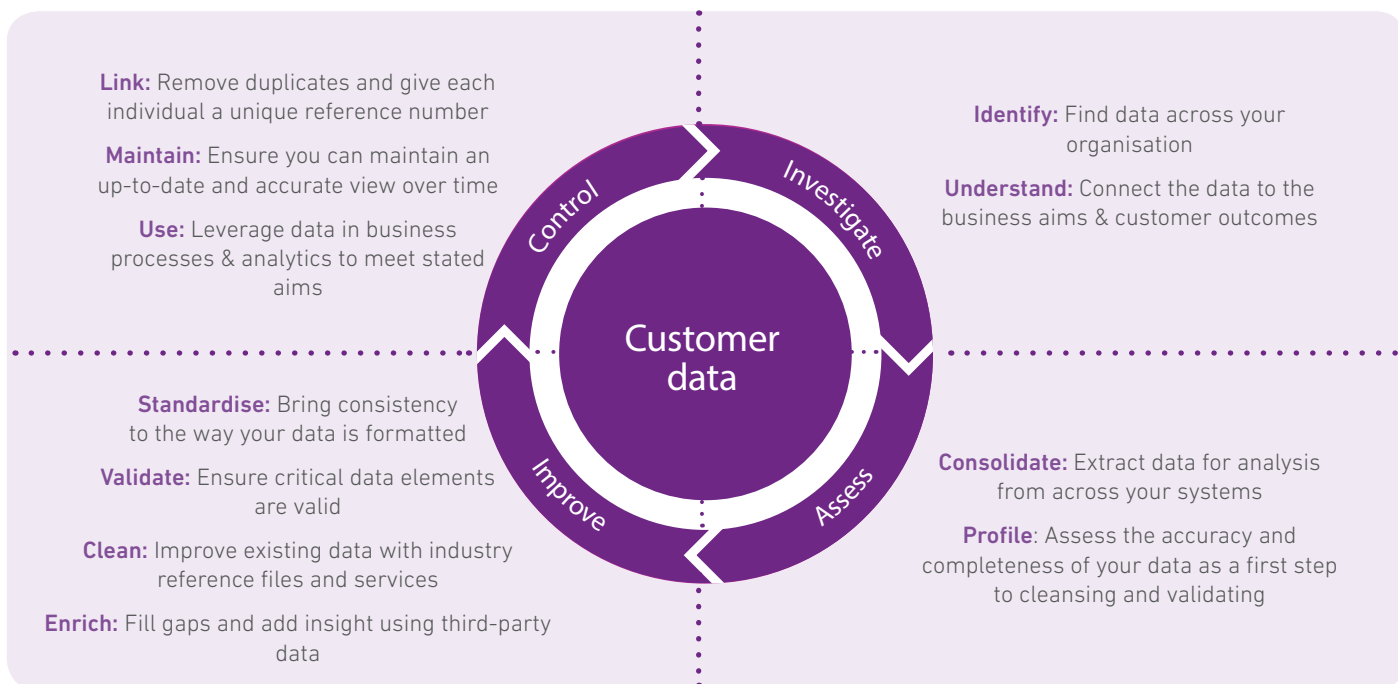 Link: Remove duplicates and give each
individual a unique reference number
Maintain: Ensure you can maintain an
up-to-date and accurate view over time
Use: Leverage data in business
processes & analytics to meet stated
aims
Identify: Find data across your
organisation
Understand: Connect the data to the
business aims & customer outcomes
Control
Investigate
Customer
data
Improve
Assess
Standardise: Bring consistency
to the way your data is formatted
Validate: Ensure critical data elements
are valid
Clean: Improve existing data with industry
reference files and services
Enrich: Fill gaps and add insight using third-party
data
Consolidate: Extract data for analysis
from across your systems
Profile: Assess the accuracy and
completeness of your data as a first step
to cleansing and validating